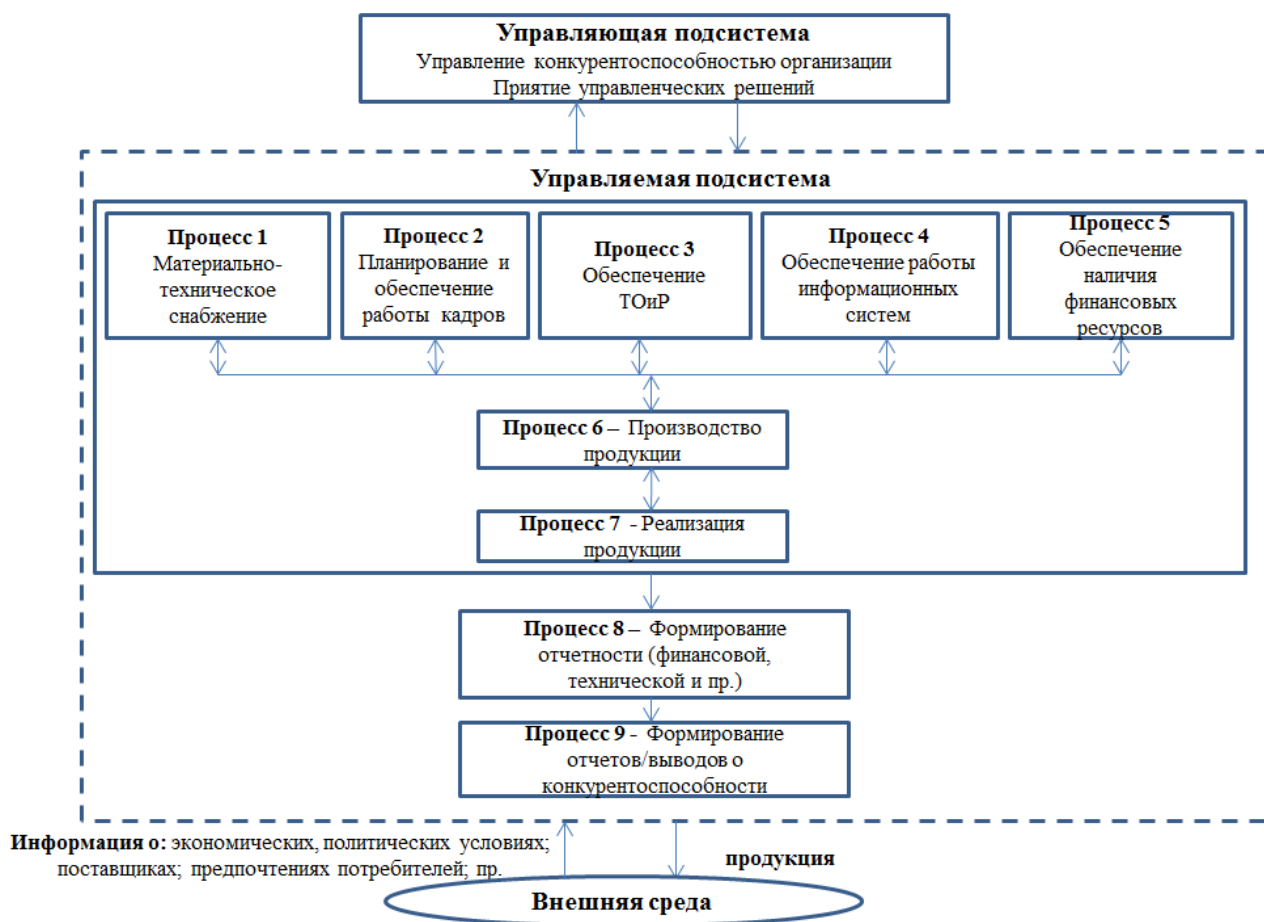 Управляющая подсистема
Управление конкурентоспособностью организации
Приятие управленческих решений
Управляемая подсистема
Процесс 1
Материально-
техническое
снабжение
Процесс 2
Планирование и
обеспечение
работы кадров
Процесс 3
Обеспечение
ТОиР
Процесс 4
Обеспечение работы
информационных
систем
Процесс 5
Обеспечение
наличия
финансовых
ресурсов
Процесс 6 – Производство
продукции
Процесс 7 - Реализация
продукции
Процесс 8 – Формирование
отчетности (финансовой,
технической и пр.)
Процесс 9 - Формирование
отчетов/выводов о
конкурентоспособности
Информация о: экономических, политических условиях;
поставщиках; предпочтениях потребителей; пр.
продукция
Внешняя среда